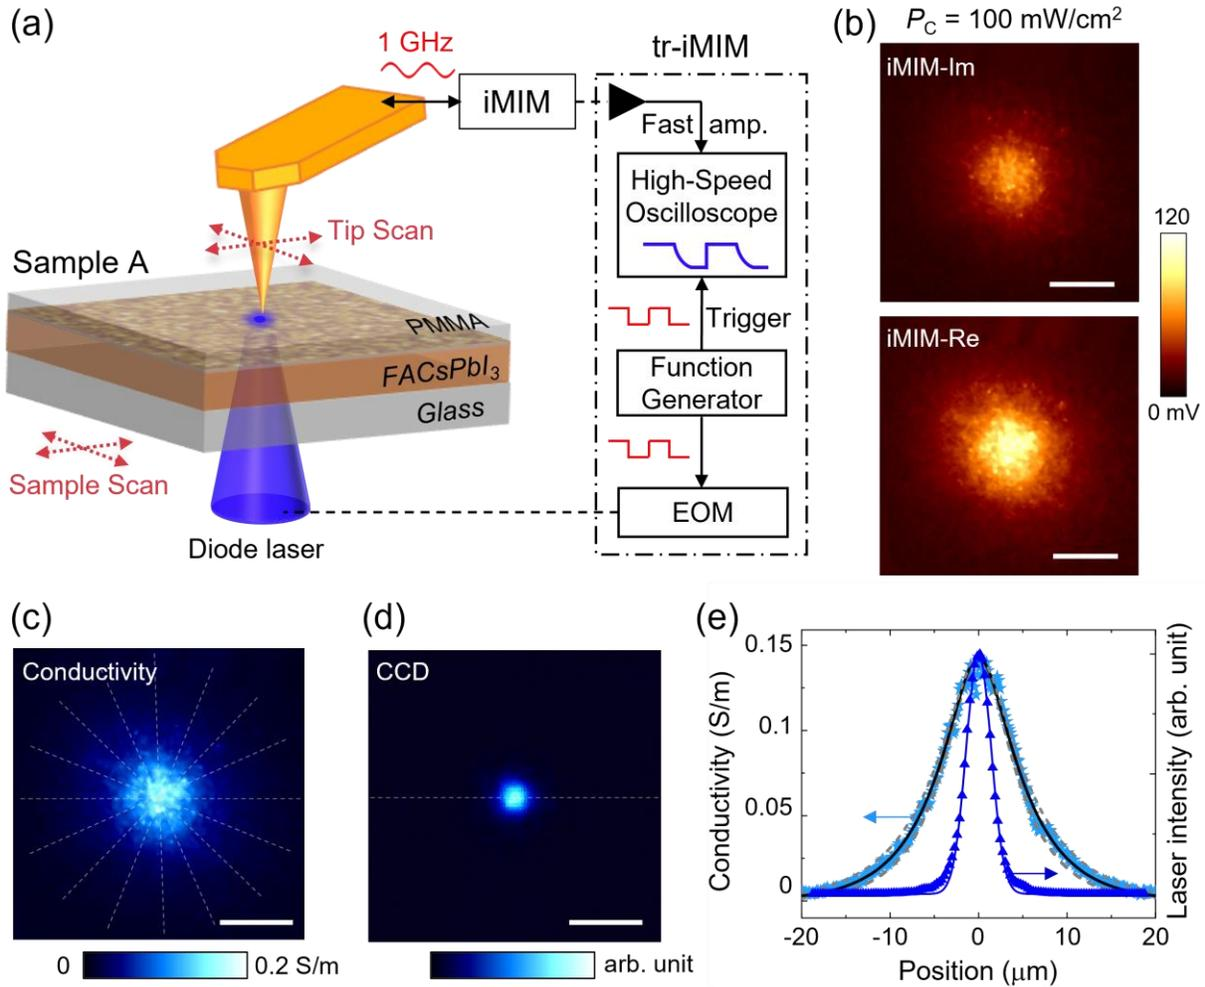 (a)
1 GHz
iMIM
tr-iMIM
Fast amp.
High-Speed
Oscilloscope
Tip Scan
Sample A
PMMA
FACsPbI3
Glass
Trigger
Function
Generator
Sample Scan
EOM
Diode laser
(b)
PC = 100 mW/cm2
iMIM-Im
120
iMIM-Re
0 mV
(c)
Conductivity
0
0.2 S/m
(d)
CCD
arb. unit
(e)
0.15
0.1
0.05
0
Conductivity (S/m)
Laser intensity (arb. unit)
-20
-10
0
10
20
Position (μm)